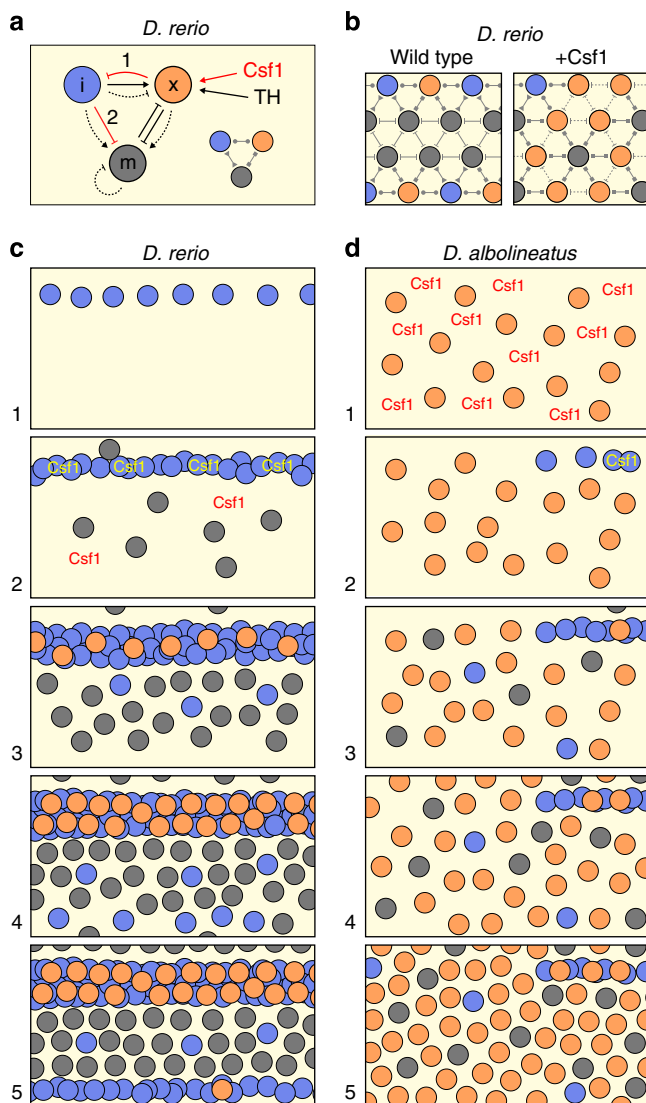 a
D. rerio
1
i
x
Csf1
TH
2
m
b
D. rerio
Wild type
+Csf1
c
D. rerio
1
Csf1 Csf1 Csf1 Csf1
Csf1
Csf1
2
3
4
5
d
D. albolineatus
Csf1 Csf1
Csf1
Csf1
Csf1 Csf1
Csf1
Csf1 Csf1 Csf1
1
Csf1
2
3
4
5